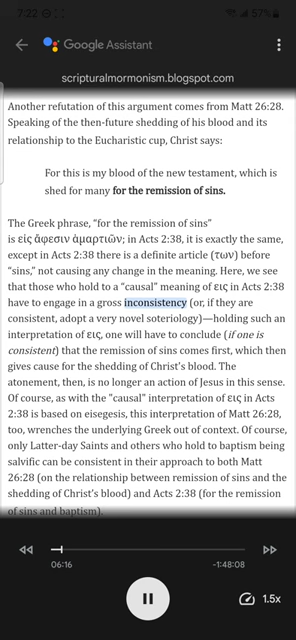 7:22
57%
Google Assistant
scripturalmormonism.blogspot.com
Another refutation of this argument comes from Matt 26:28.
Speaking of the then-future shedding of his blood and its
relationship to the Eucharistic cup, Christ says:
For this is my blood of the new testament, which is
shed for many for the remission of sins.
The Greek phrase, "for the remission of sins"
is εἰς ἄφεσιν ἁμαρτιῶν; in Acts 2:38, it is exactly the same,
except in Acts 2:38 there is a definite article (των) before
"sins," not causing any change in the meaning. Here, we see
that those who hold to a "causal" meaning of εις in Acts 2:38
have to engage in a gross inconsistency (or, if they are
consistent, adopt a very novel soteriology)—holding such an
interpretation of εις, one will have to conclude (if one is
consistent) that the remission of sins comes first, which then
gives cause for the shedding of Christ's blood. The
atonement, then, is no longer an action of Jesus in this sense.
Of course, as with the "causal" interpretation of εις in Acts
2:38 is based on eisegesis, this interpretation of Matt 26:28,
too, wrenches the underlying Greek out of context. Of course,
only Latter-day Saints and others who hold to baptism being
salvific can be consistent in their approach to both Matt
26:28 (on the relationship between remission of sins and the
shedding of Christ's blood) and Acts 2:38 (for the remission
of sins and baptism).
06:16
-1:48:08
1.5x